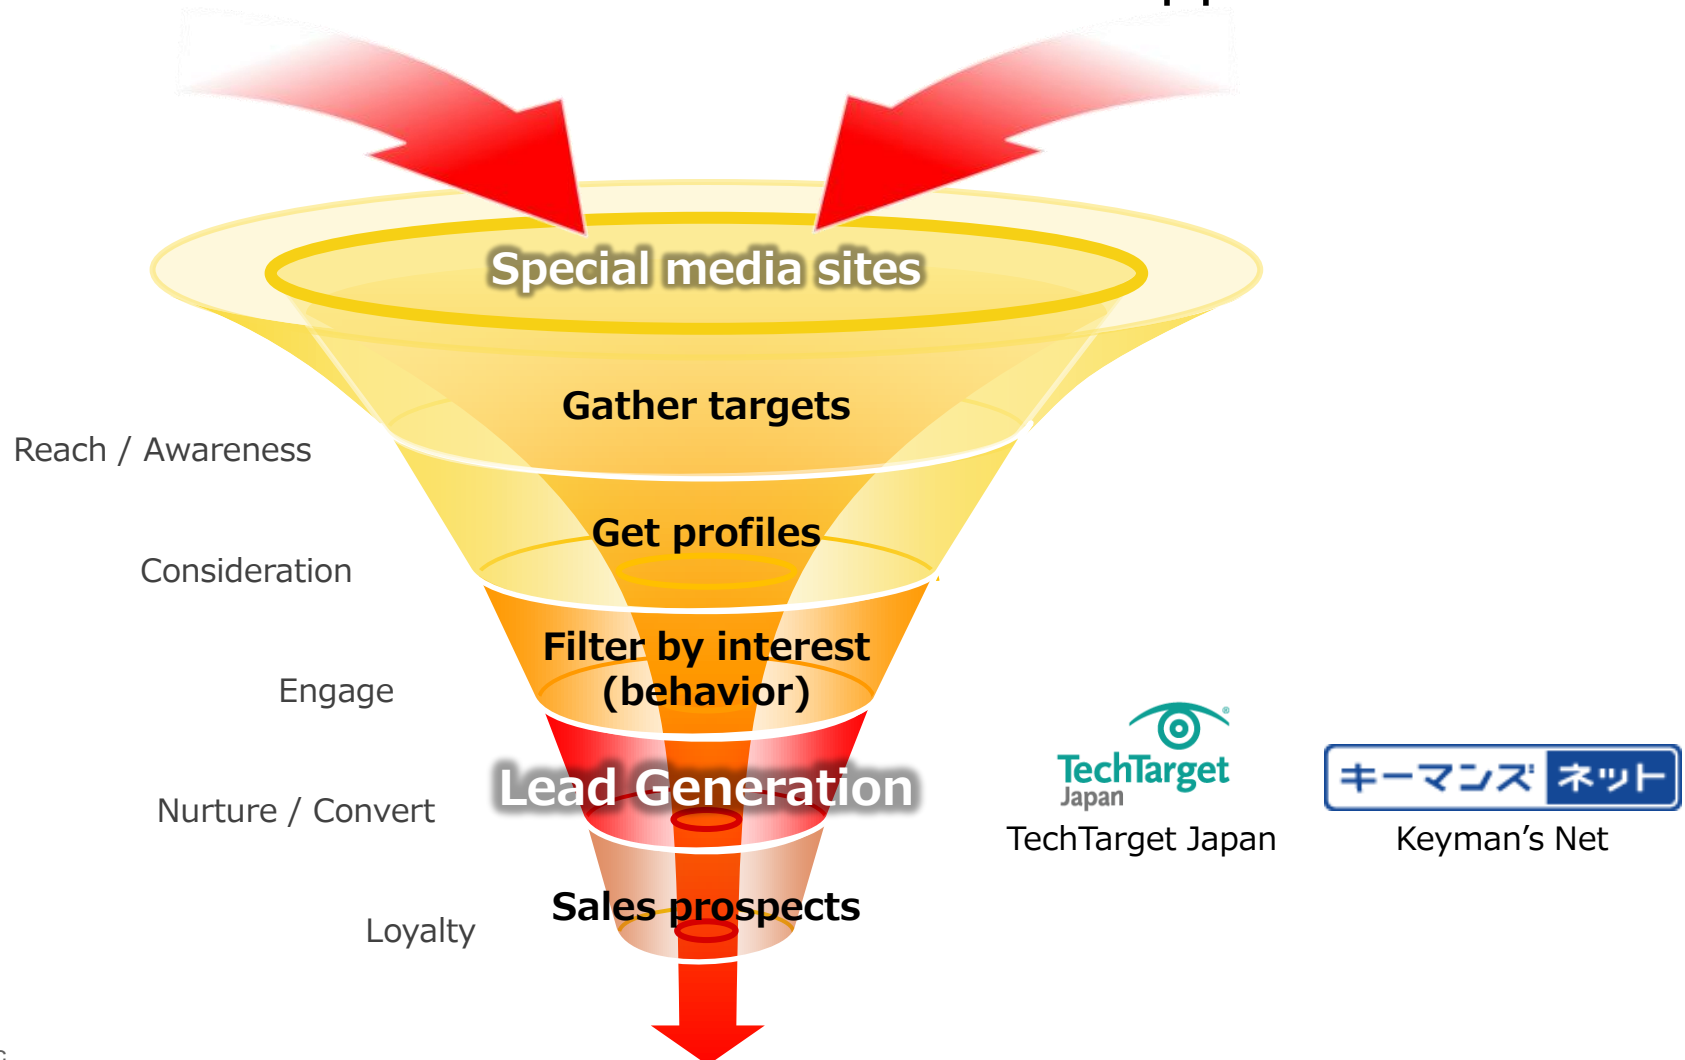 Special media sites
Gather targets
Reach / Awareness
Get profiles
Consideration
Filter by interest
(behavior)
Engage
TechTarget
Japan
キーマンズ ネット
Lead Generation
Nurture / Convert
TechTarget Japan
Keyman’s Net
Sales prospects
Loyalty